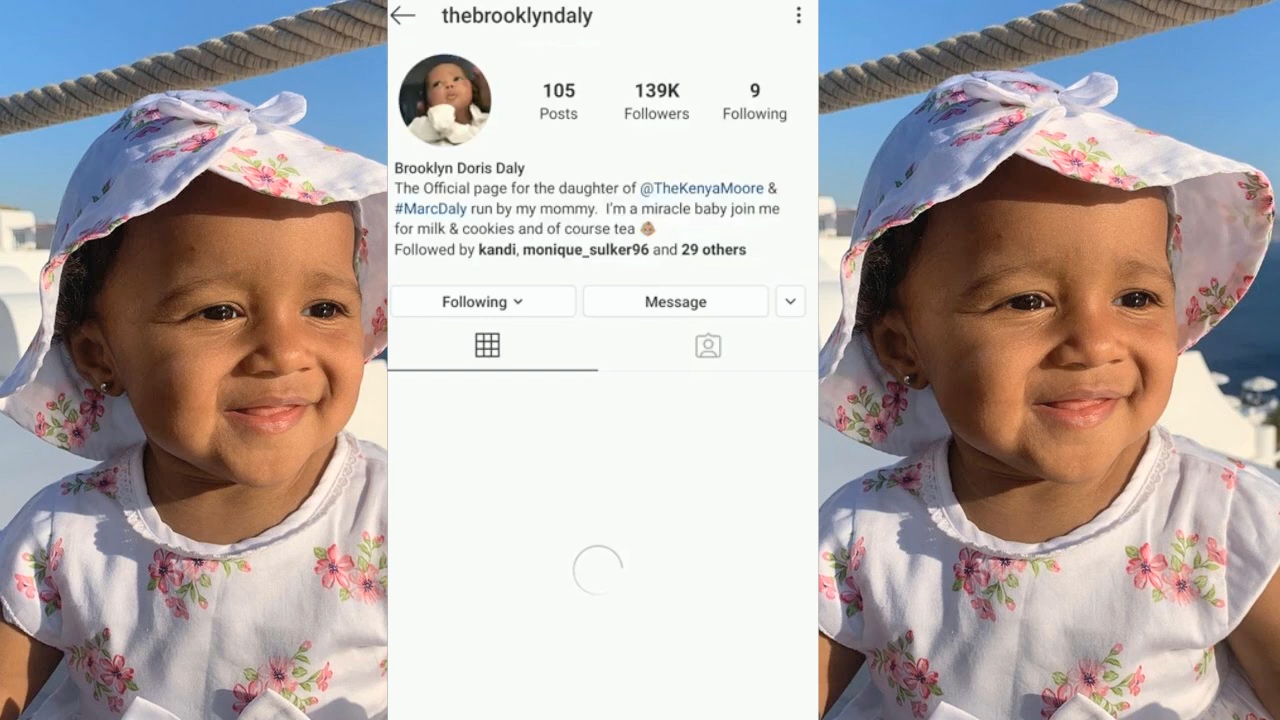 thebrooklyndaly
105 139K 9
Posts Followers Following
Brooklyn Doris Daly
The Official page for the daughter of @TheKenyaMoore &
#MarcDaly run by my mommy. I'm a miracle baby join me
for milk & cookies and of course tea 👶🏽
Followed by kandi, monique_sulker96 and 29 others
Following Message